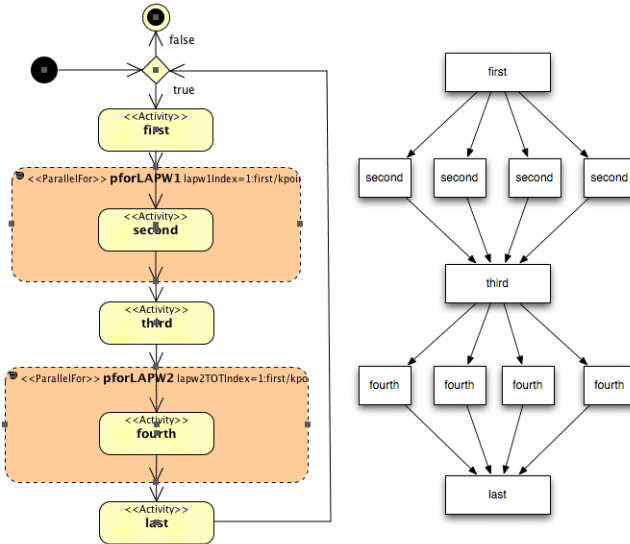 false
true
<<Activity>>
first
<<ParallelFor>> pforLAPW1 lapw1Index=1:first/kpoi
<<Activity>>
second
<<Activity>>
third
<<ParallelFor>> pforLAPW2 lapw2TOTIndex=1:first/kpo
<<Activity>>
fourth
<<Activity>>
last
first
second second second second
third
fourth fourth fourth fourth
last